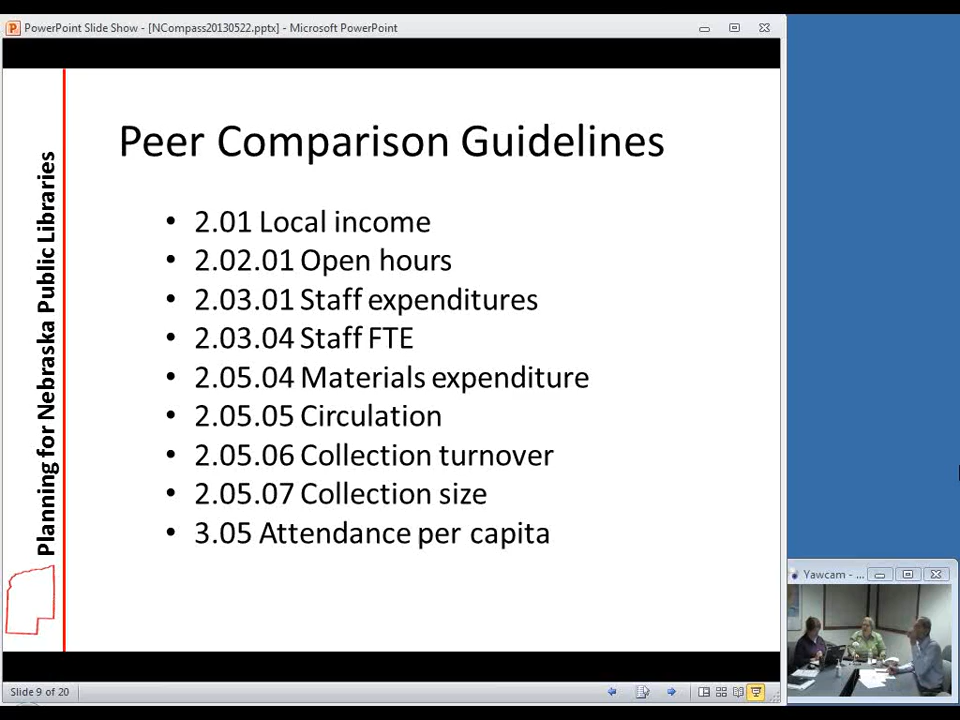 PowerPoint Slide Show - [NCompass20130522.pptx] - Microsoft PowerPoint
Planning for Nebraska Public Libraries
Peer Comparison Guidelines
• 2.01 Local income
• 2.02.01 Open hours
• 2.03.01 Staff expenditures
• 2.03.04 Staff FTE
• 2.05.04 Materials expenditure
• 2.05.05 Circulation
• 2.05.06 Collection turnover
• 2.05.07 Collection size
• 3.05 Attendance per capita
Yawcam - ...
Slide 9 of 20